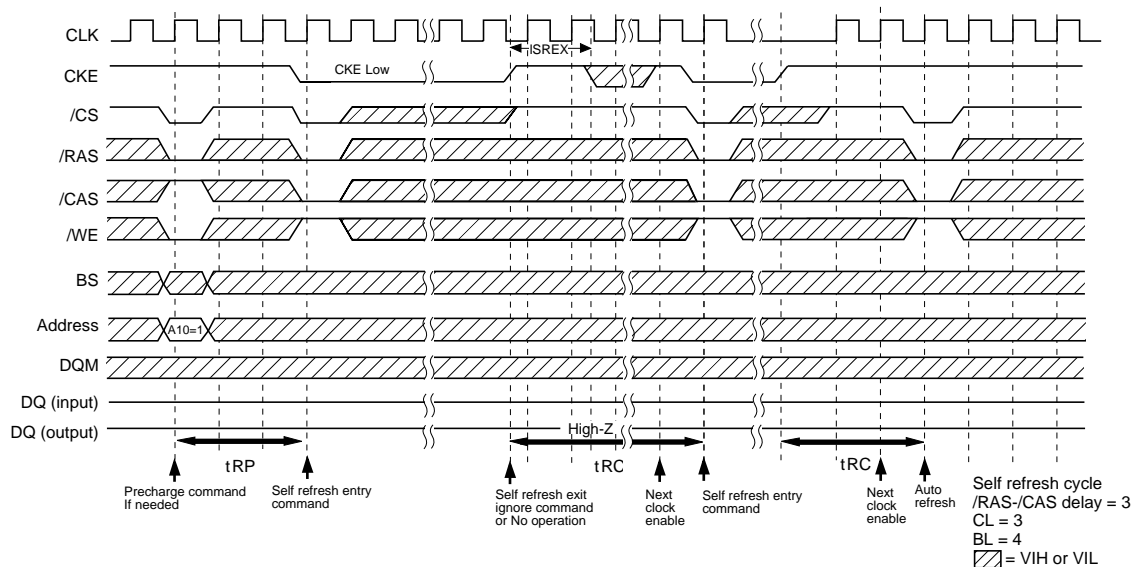 CLK
lSREX
CKE
CKE Low
/CS
/RAS
/CAS
/WE
BS
Address
A10=1
DQM
DQ (input)
DQ (output)
High-Z
tRP
tRC
tRC
Precharge command
If needed
Self refresh entry
command
Self refresh exit
ignore command
or No operation
Next
clock
enable
Self refresh entry
command
Next
clock
enable
Auto
refresh
Self refresh cycle
/RAS-/CAS delay = 3
CL = 3
BL = 4
= VIH or VIL